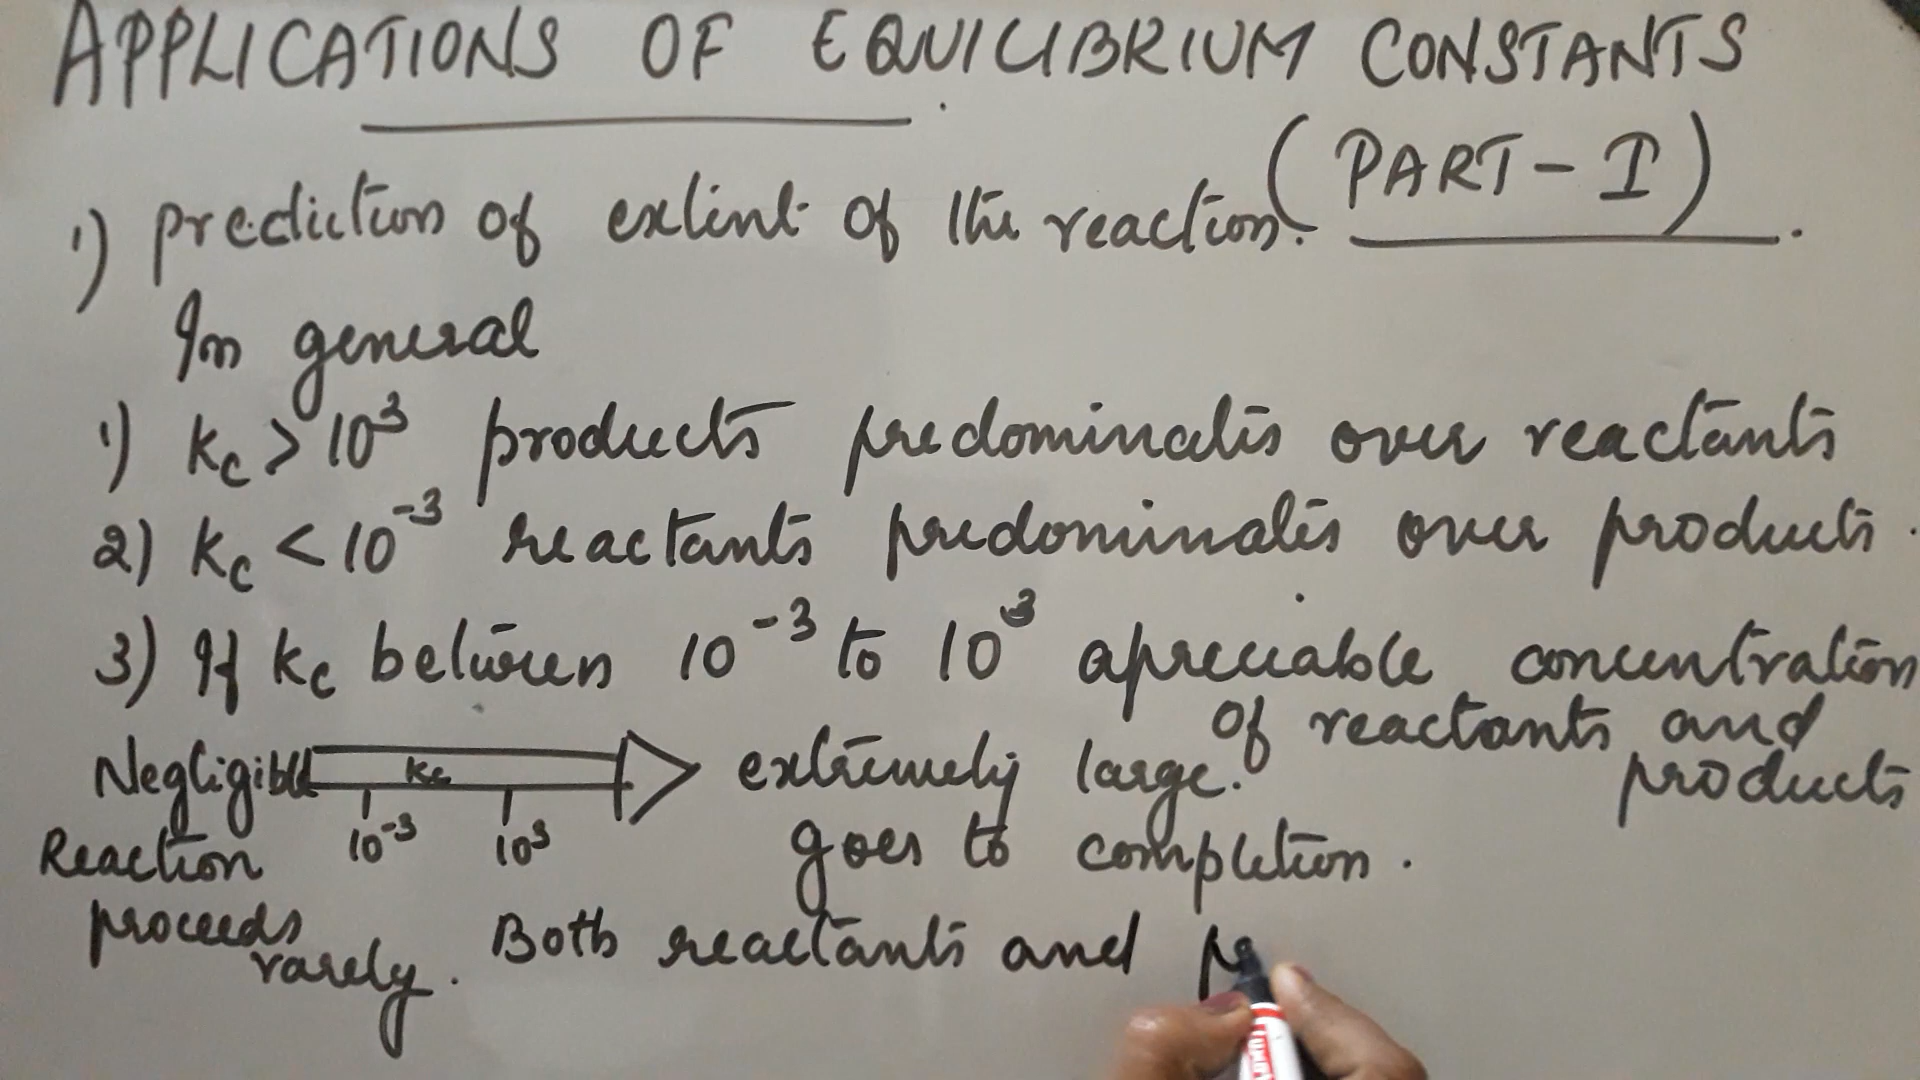 APPLICATIONS OF EQUILIBRIUM CONSTANTS
(PART-I).
1) prediction of extent of the reaction.
In general
1) Kc > 10³ products predominates over reactants
2) Kc < 10⁻³ reactants predominates over products.
3) If Kc between 10⁻³ to 10³ apreciable concentration
of reactants and
products
Negligible Kc extremely large.
10⁻³ 10³
Reaction goes to completion.
proceeds
rarely. Both reactants and